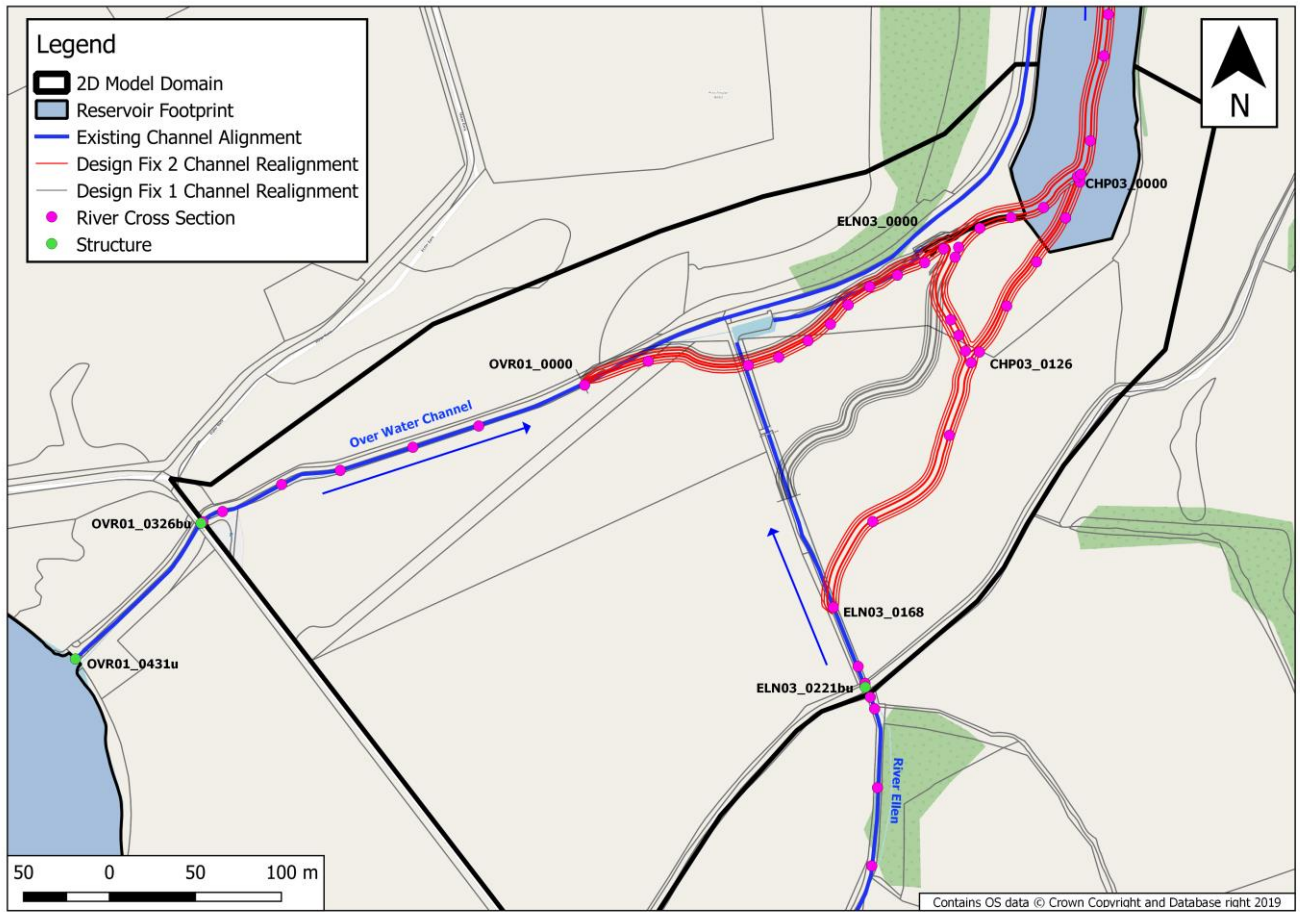 Legend
2D Model Domain
Reservoir Footprint
Existing Channel Alignment
Design Fix 2 Channel Realignment
Design Fix 1 Channel Realignment
River Cross Section
Structure
N
CHP03_0000
ELN03_0000
OVR01_0000
CHP03_0126
Over Water Channel
OVR01_0326bu
ELN03_0168
OVR01_0431u
ELN03_0221bu
River Ellen
50 0 50 100 m
Contains OS data © Crown Copyright and Database right 2019